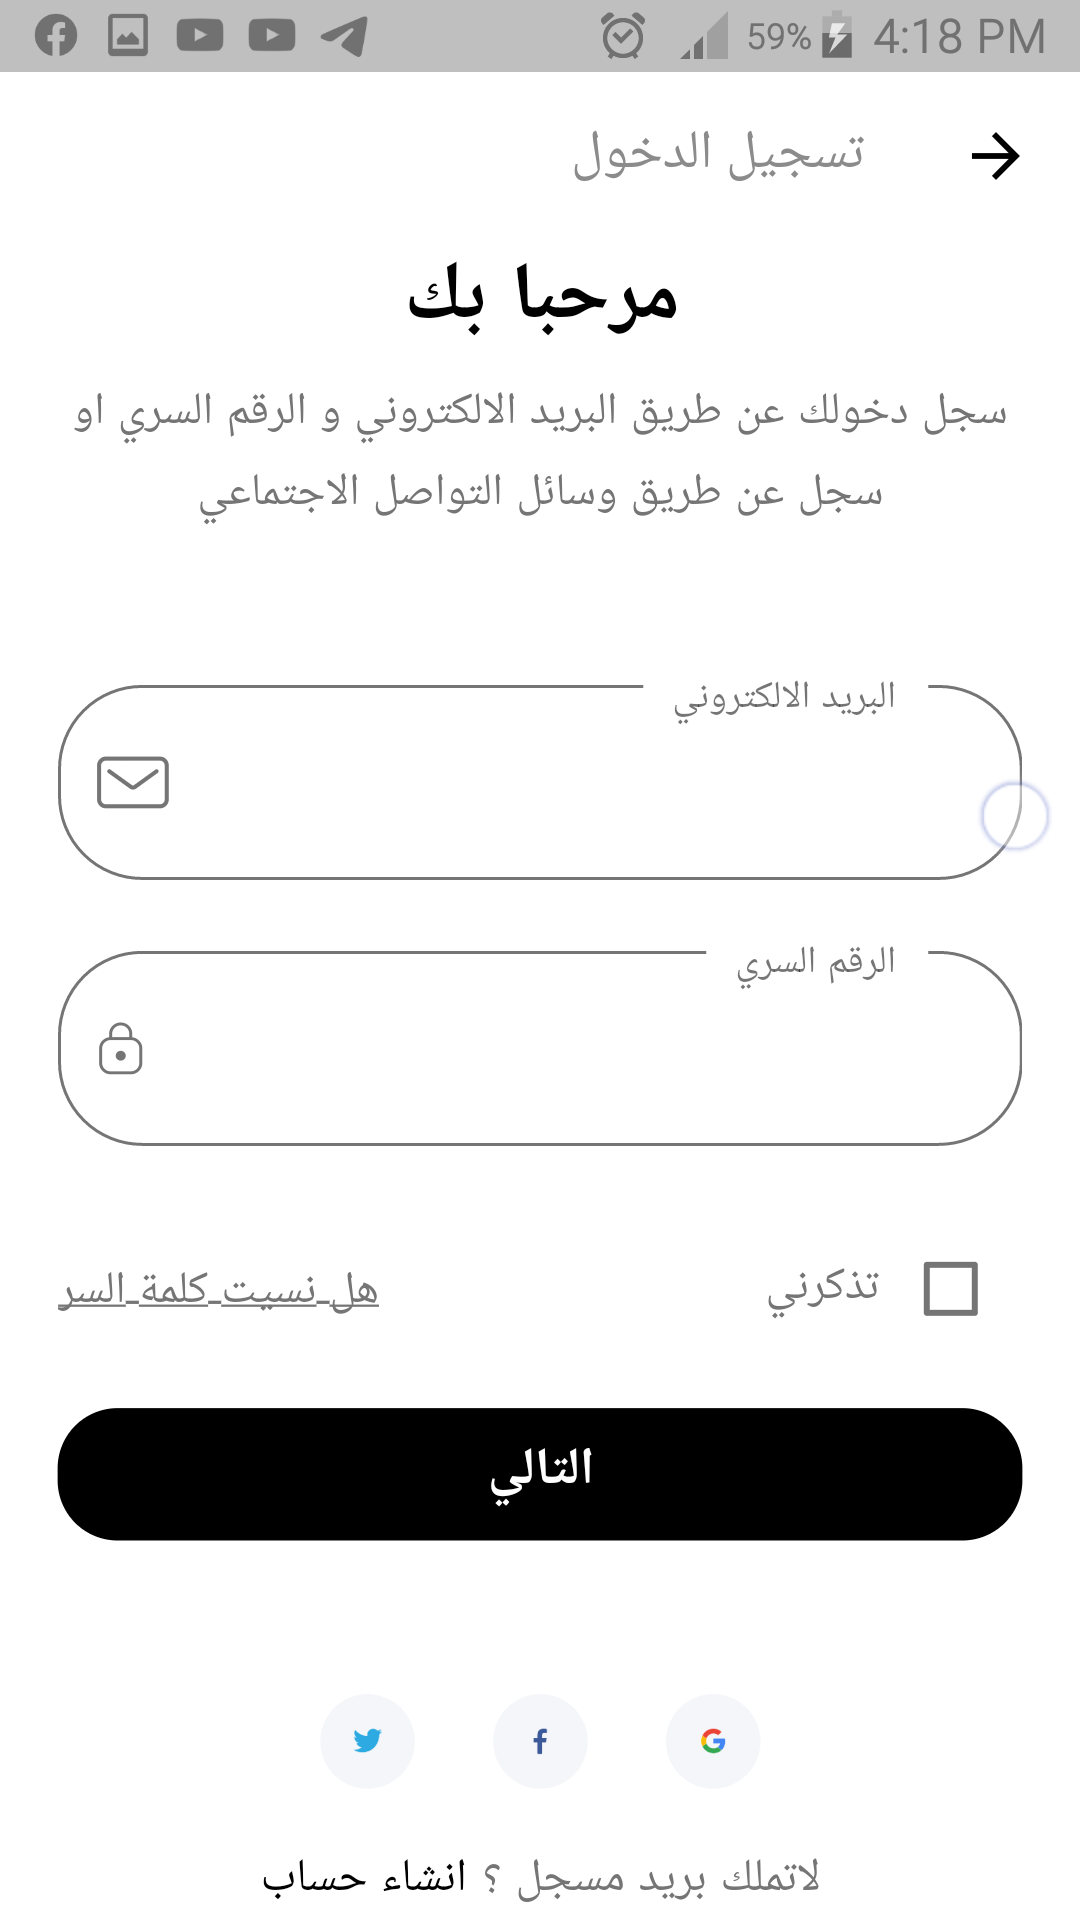 59% 4:18 PM
تسجيل الدخول
مرحبا بك
سجل دخولك عن طريق البريد الالكتروني و الرقم السري او
سجل عن طريق وسائل التواصل الاجتماعي
البريد الالكتروني
الرقم السري
تذكرني
هل_نسيت_كلمة_السر
التالي
لاتملك بريد مسجل ؟ انشاء حساب